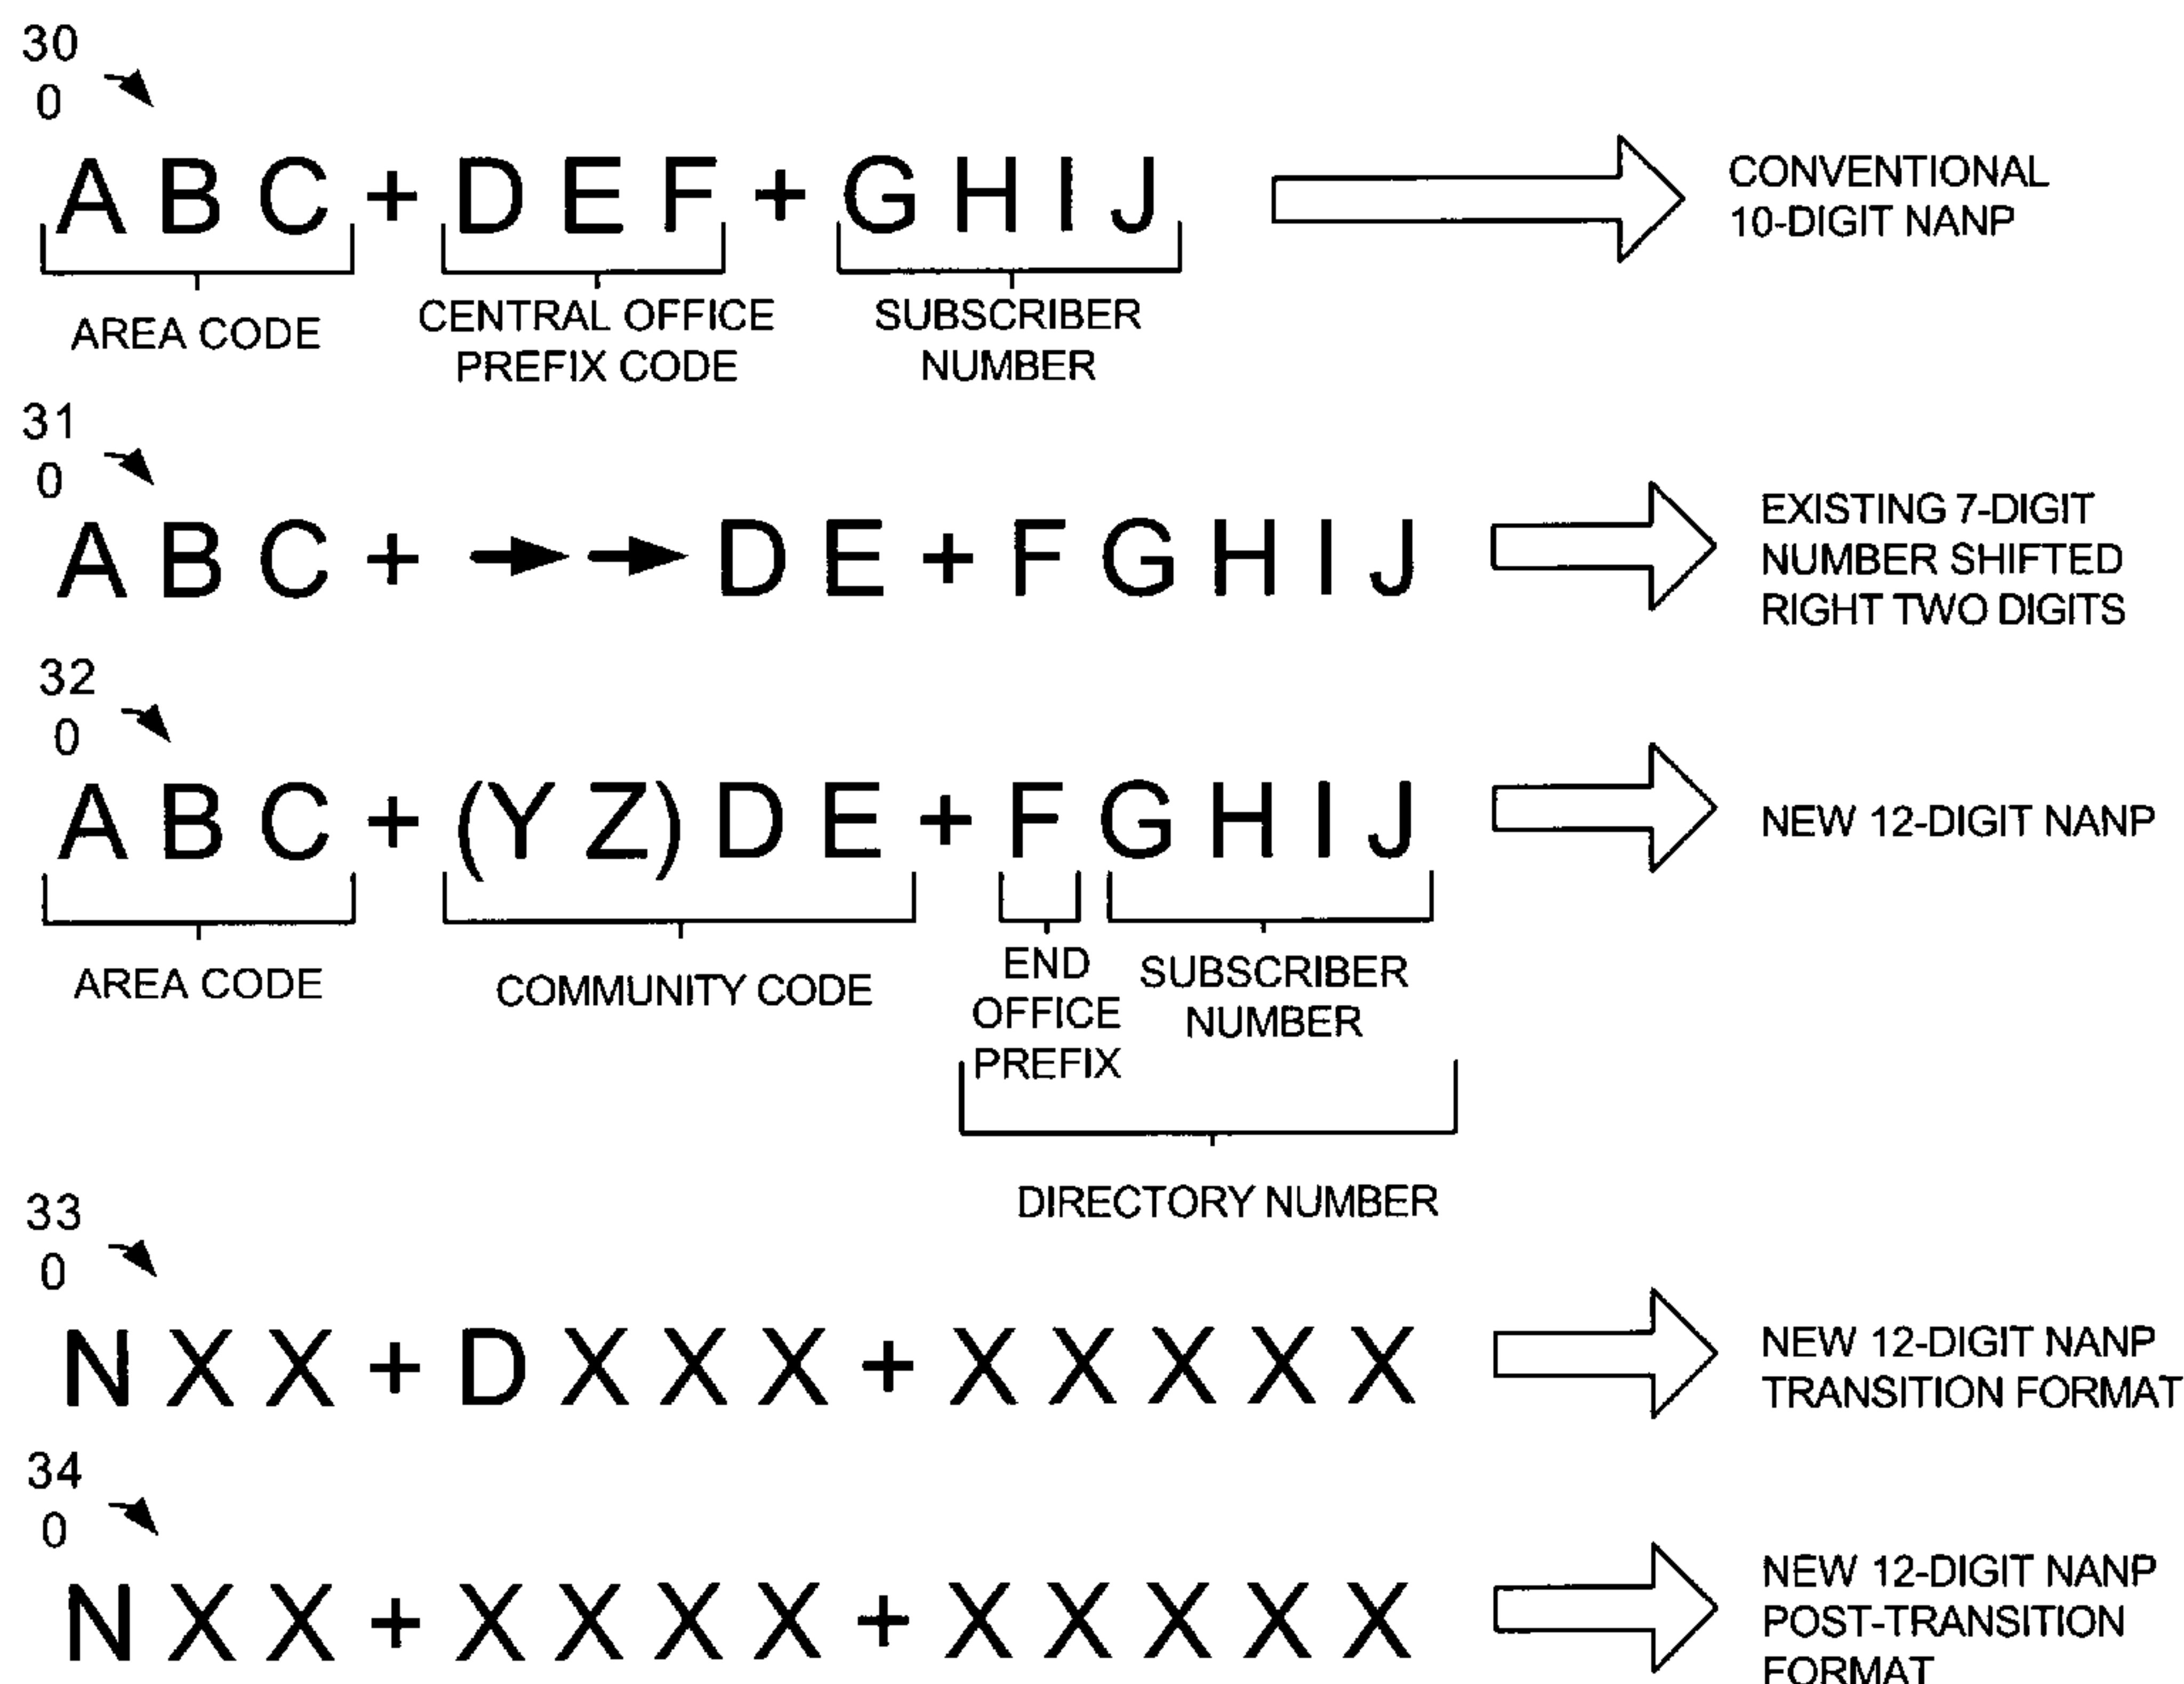 30
0
A B C + D E F + G H I J
CONVENTIONAL
10-DIGIT NANP
AREA CODE
CENTRAL OFFICE
PREFIX CODE
SUBSCRIBER
NUMBER
31
0
A B C + D E + F G H I J
EXISTING 7-DIGIT
NUMBER SHIFTED
RIGHT TWO DIGITS
32
0
A B C + (Y Z) D E + F G H I J
NEW 12-DIGIT NANP
AREA CODE
COMMUNITY CODE
END
OFFICE
PREFIX
SUBSCRIBER
NUMBER
DIRECTORY NUMBER
33
0
N X X + D X X X + X X X X X
NEW 12-DIGIT NANP
TRANSITION FORMAT
34
0
N X X + X X X X + X X X X X
NEW 12-DIGIT NANP
POST-TRANSITION
FORMAT